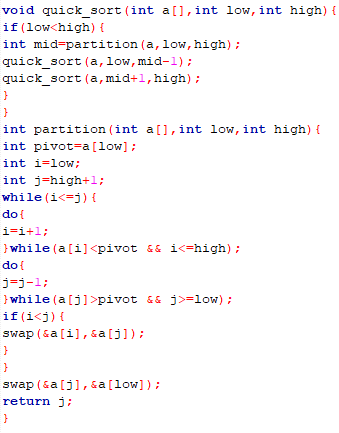 void quick_sort(int a[],int low,int high){
if(low<high){
int mid=partition(a,low,high);
quick_sort(a,low,mid-1);
quick_sort(a,mid+1,high);
}
}
int partition(int a[],int low,int high){
int pivot=a[low];
int i=low;
int j=high+1;
while(i<=j){
do{
i=i+1;
}while(a[i]<pivot && i<=high);
do{
j=j-1;
}while(a[j]>pivot && j>=low);
if(i<j){
swap(&a[i],&a[j]);
}
}
swap(&a[j],&a[low]);
return j;
}